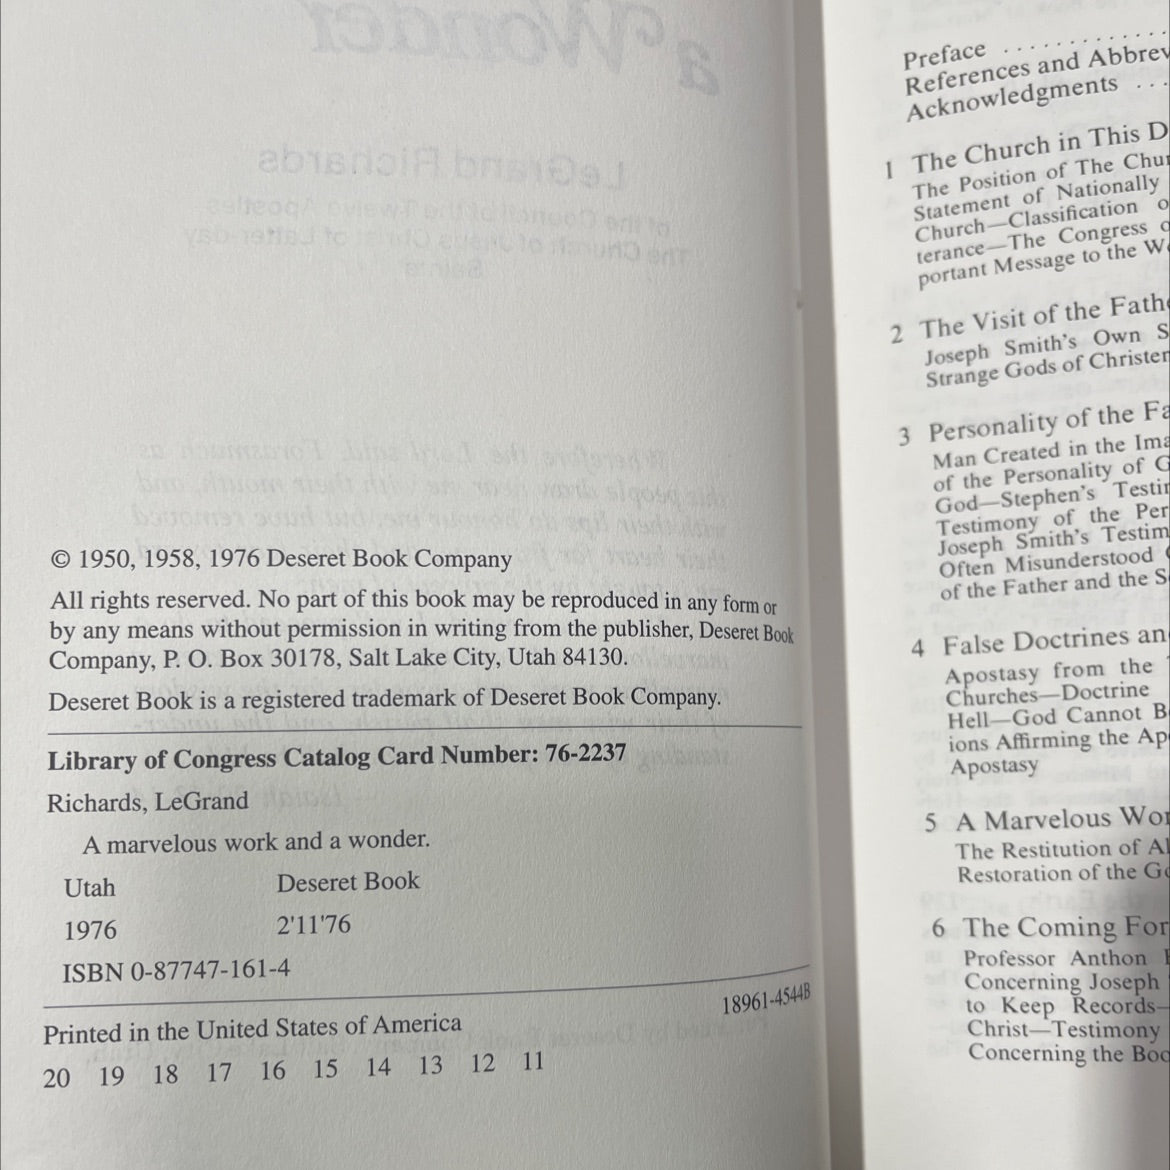 © 1950, 1958, 1976 Deseret Book Company
All rights reserved. No part of this book may be reproduced in any form or
by any means without permission in writing from the publisher, Deseret Book
Company, P. O. Box 30178, Salt Lake City, Utah 84130.
Deseret Book is a registered trademark of Deseret Book Company.
Library of Congress Catalog Card Number: 76-2237
Richards, LeGrand
A marvelous work and a wonder.
Utah Deseret Book
1976 2'11'76
ISBN 0-87747-161-4
18961-4544B
Printed in the United States of America
20 19 18 17 16 15 14 13 12 11
Preface . . . . . . . . . . . .
References and Abbrev
Acknowledgments . . .
1 The Church in This D
The Position of The Chur
Statement of Nationally
Church—Classification o
terance—The Congress o
portant Message to the Wo
2 The Visit of the Fathe
Joseph Smith's Own S
Strange Gods of Christen
3 Personality of the Fa
Man Created in the Ima
of the Personality of G
God—Stephen's Testim
Testimony of the Per
Joseph Smith's Testim
Often Misunderstood
of the Father and the S
4 False Doctrines an
Apostasy from the
Churches—Doctrine
Hell—God Cannot B
ions Affirming the Ap
Apostasy
5 A Marvelous Wor
The Restitution of Al
Restoration of the Go
6 The Coming For
Professor Anthon
Concerning Joseph
to Keep Records—
Christ—Testimony
Concerning the Boo